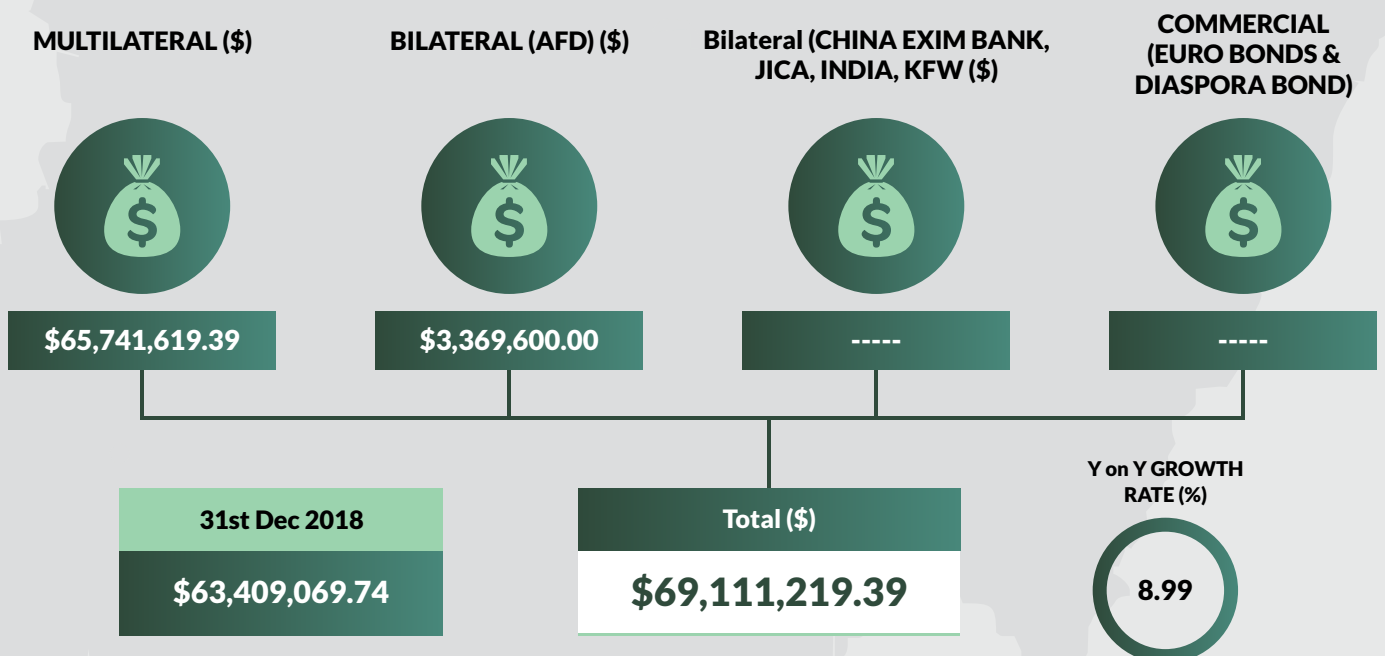 MULTILATERAL ($)
BILATERAL (AFD) ($)
Bilateral (CHINA EXIM BANK,
JICA, INDIA, KFW ($)
COMMERCIAL
(EURO BONDS &
DIASPORA BOND)
$
$
$
$
$65,741,619.39
$3,369,600.00
-----
-----
31st Dec 2018
$63,409,069.74
Total ($)
$69,111,219.39
Y on Y GROWTH
RATE (%)
8.99